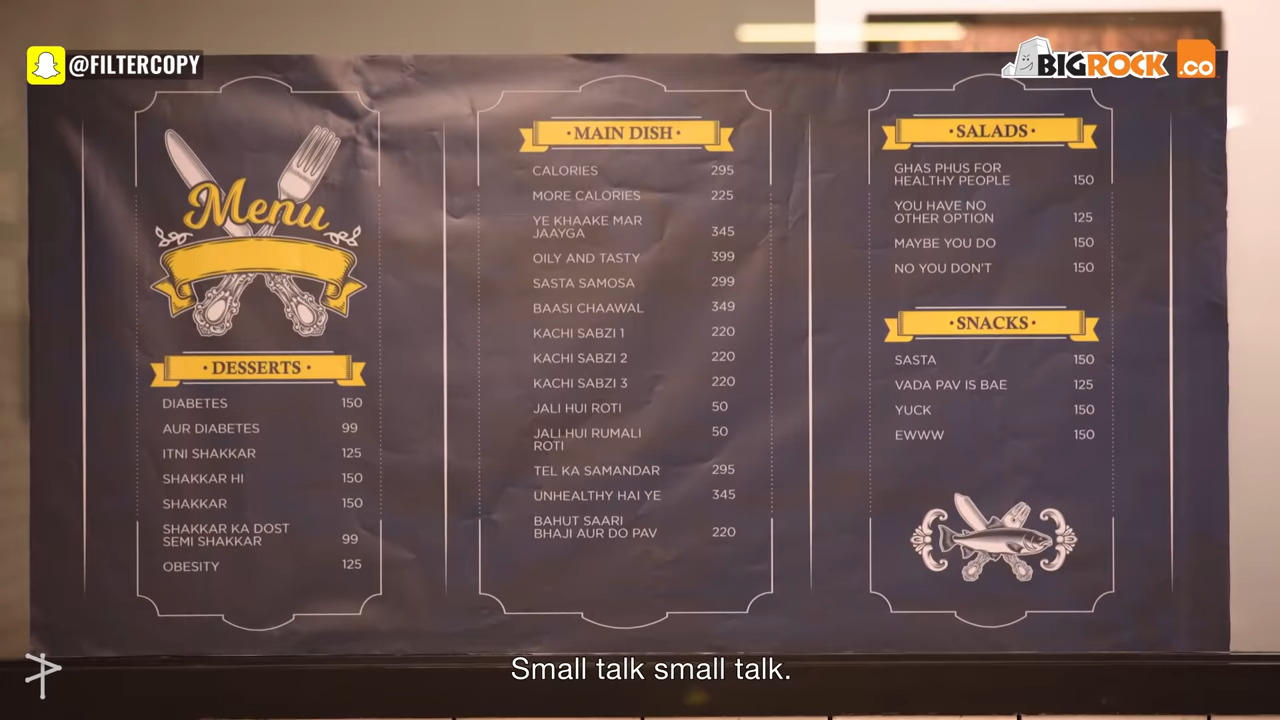 @FILTERCOPY
BIGROCK .CO
Menu
DESSERTS
DIABETES 150
AUR DIABETES 99
ITNI SHAKKAR 125
SHAKKAR HI 150
SHAKKAR 150
SHAKKAR KA DOST
SEMI SHAKKAR 99
OBESITY 125
MAIN DISH
CALORIES 295
MORE CALORIES 225
YE KHAAKE MAR
JAAYGA 345
OILY AND TASTY 399
SASTA SAMOSA 299
BAASI CHAAWAL 349
KACHI SABZI 1 220
KACHI SABZI 2 220
KACHI SABZI 3 220
JALI HUI ROTI 50
JALI HUI RUMALI 50
ROTI
TEL KA SAMANDAR 295
UNHEALTHY HAI YE 345
BAHUT SAARI
BHAJI AUR DO PAV 220
SALADS
GHAS PHUS FOR
HEALTHY PEOPLE 150
YOU HAVE NO
OTHER OPTION 125
MAYBE YOU DO 150
NO YOU DON'T 150
SNACKS
SASTA 150
VADA PAV IS BAE 125
YUCK 150
EWWW 150
Small talk small talk.